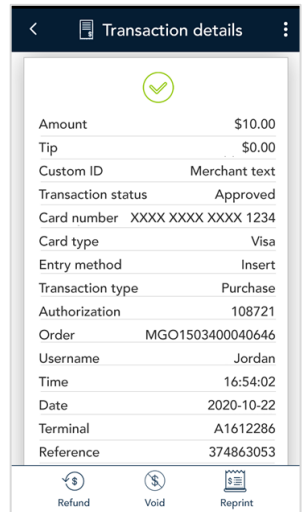 Transaction details
Amount $10.00
Tip $0.00
Custom ID Merchant text
Transaction status Approved
Card number XXXX XXXX XXXX 1234
Card type Visa
Entry method Insert
Transaction type Purchase
Authorization 108721
Order MGO1503400040646
Username Jordan
Time 16:54:02
Date 2020-10-22
Terminal A1612286
Reference 374863053
Refund Void Reprint